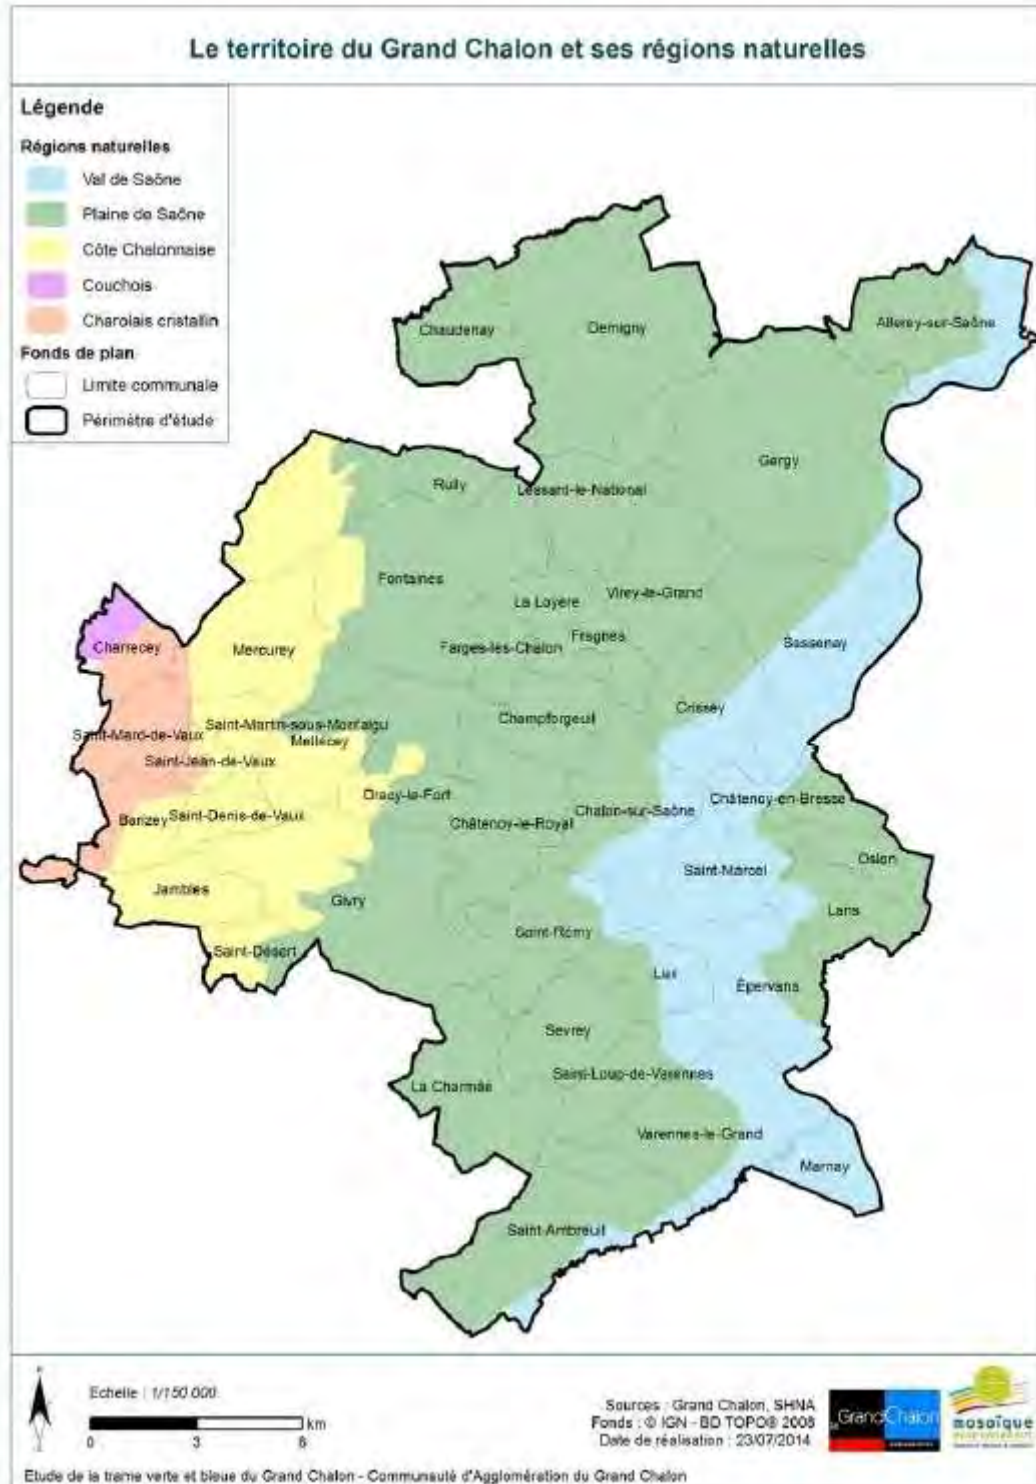 Le territoire du Grand Chalon et ses régions naturelles
Légende
Régions naturelles
Val de Saône
Plaine de Saône
Côte Chalonnaise
Couchois
Charolais cristallin
Fonds de plan
Limite communale
Périmètre d'étude
Chaudenay
Demigny
Allerey-sur-Saône
Gergy
Rully
Lessard-le-National
Fontaines
La Loyère
Virey-le-Grand
Charrecey
Mercurey
Farges-lès-Chalon
Fragnes
Sassenay
Crissey
Champforgeuil
Saint-Martin-sous-Montaigu
Saint-Mard-de-Vaux
Mellecey
Saint-Jean-de-Vaux
Dracy-le-Fort
Châtenoy-en-Bresse
Barizey
Saint-Denis-de-Vaux
Châtenoy-le-Royal
Chalon-sur-Saône
Oslon
Saint-Marcel
Jambles
Givry
Lans
Saint-Rémy
Saint-Désert
Lux
Épervans
Sevrey
Saint-Loup-de-Varennes
La Charmée
Varennes-le-Grand
Marnay
Saint-Ambreuil
N
Echelle : 1/150 000
km
0 3 6
Sources : Grand Chalon, SHNA
Fonds : © IGN - BD TOPO® 2008
Date de réalisation : 23/07/2014
le GrandChalon
mosaïque
Etude de la trame verte et bleue du Grand Chalon - Communauté d'Agglomération du Grand Chalon